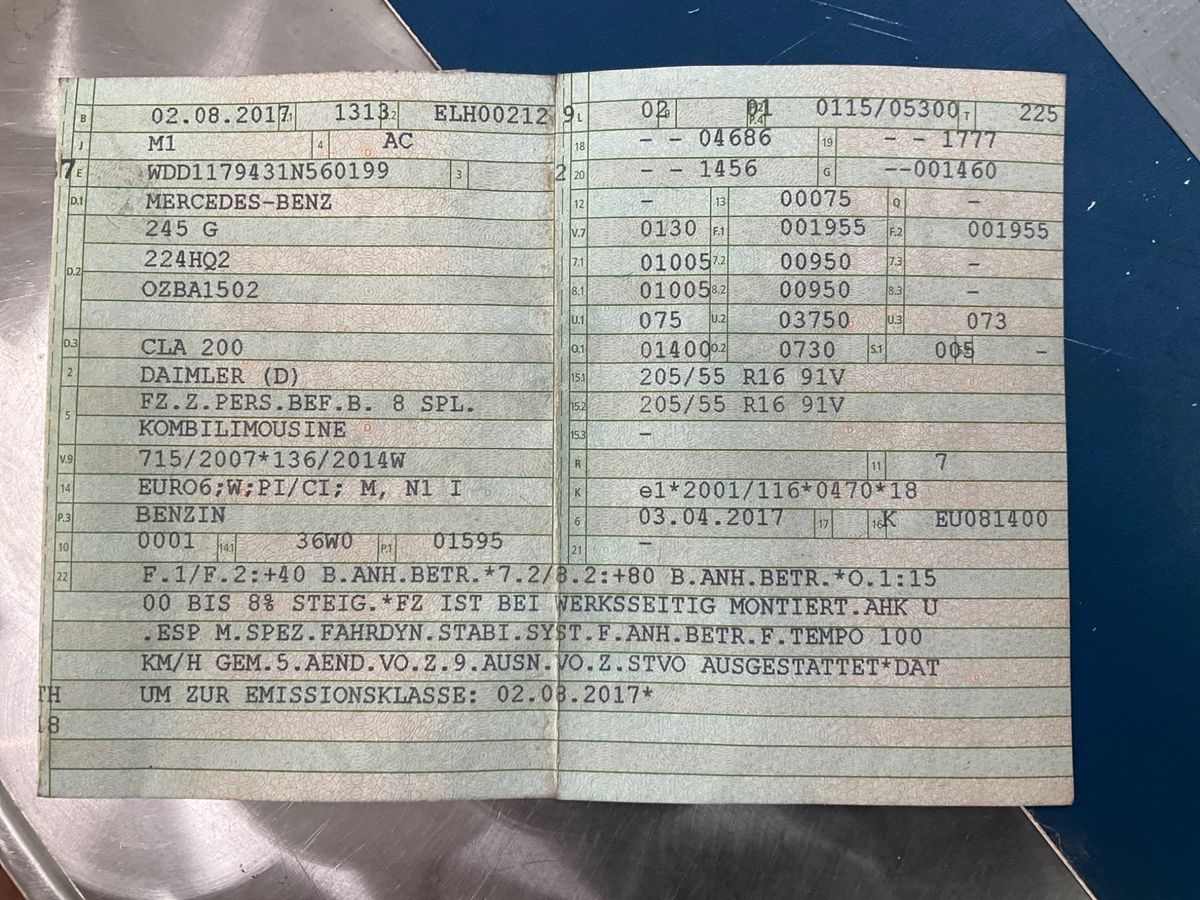 B 02.08.2017 2.1 1313 2.2 ELH00212 9
J M1 4 AC
7 E WDD1179431N560199 3 2
D.1 MERCEDES-BENZ
245 G
D.2 224HQ2
OZBA1502
D.3 CLA 200
2 DAIMLER (D)
5 FZ.Z.PERS.BEF.B. 8 SPL.
KOMBILIMOUSINE
V.9 715/2007*136/2014W
14 EURO6;W;PI/CI; M, N1 I
P.3 BENZIN
10 0001 14.1 36W0 P.1 01595
L 02 9 P.2 P.4 01 0115/05300 T 225
18 - - 04686 19 - - 1777
20 - - 1456 G --001460
12 - 13 00075 Q -
V.7 0130 F.1 001955 F.2 001955
7.1 01005 7.2 00950 7.3 -
8.1 01005 8.2 00950 8.3 -
U.1 075 U.2 03750 U.3 073
O.1 01400 O.2 0730 S.1 005 -
15.1 205/55 R16 91V
15.2 205/55 R16 91V
15.3 -
R 11 7
K e1*2001/116*0470*18
6 03.04.2017 17 K 16 EU081400
21 -
22 F.1/F.2:+40 B.ANH.BETR.*7.2/8.2:+80 B.ANH.BETR.*O.1:15
00 BIS 8% STEIG.*FZ IST BEI WERKSSEITIG MONTIERT.AHK U
.ESP M.SPEZ.FAHRDYN.STABI.SYST.F.ANH.BETR.F.TEMPO 100
KM/H GEM.5.AEND.VO.Z.9.AUSN.VO.Z.STVO AUSGESTATTET*DAT
TH UM ZUR EMISSIONSKLASSE: 02.08.2017*
8